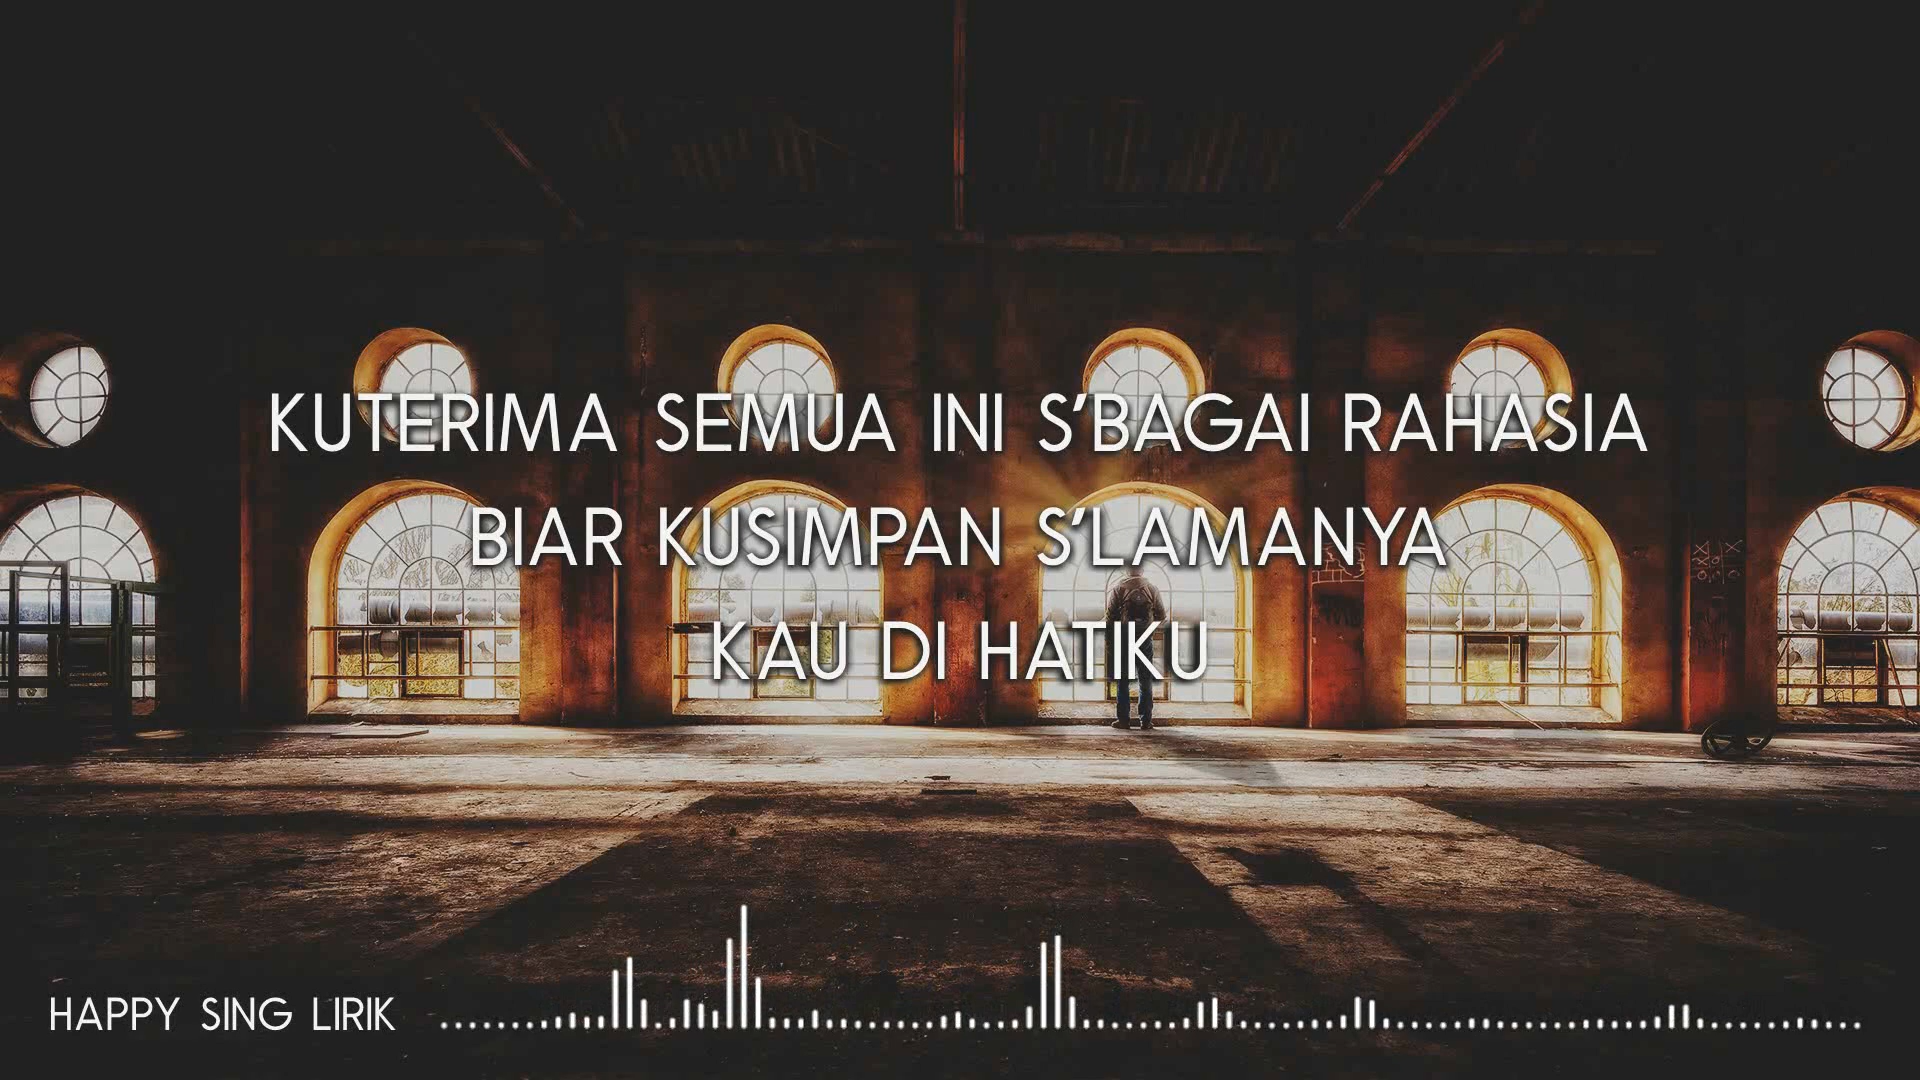 KUTERIMA SEMUA INI S'BAGAI RAHASIA
BIAR KUSIMPAN S'LAMANYA
KAU DI HATIKU
HAPPY SING LIRIK